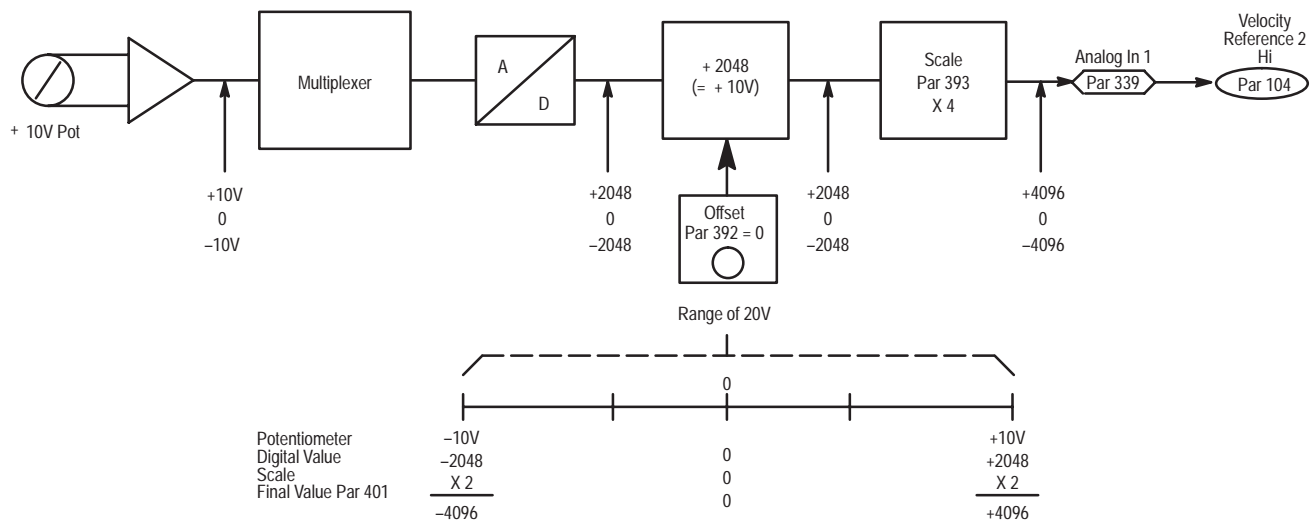 Velocity
Reference 2
Hi
Par 104
Analog In 1
Par 339
+ 10V Pot
Multiplexer
A
D
+ 2048
(= + 10V)
Scale
Par 393
X 4
+10V
0
–10V
+2048
0
–2048
Offset
Par 392 = 0
+2048
0
–2048
+4096
0
–4096
Range of 20V
0
Potentiometer –10V +10V
Digital Value –2048 0 +2048
Scale X 2 0 X 2
Final Value Par 401 0
–4096 +4096